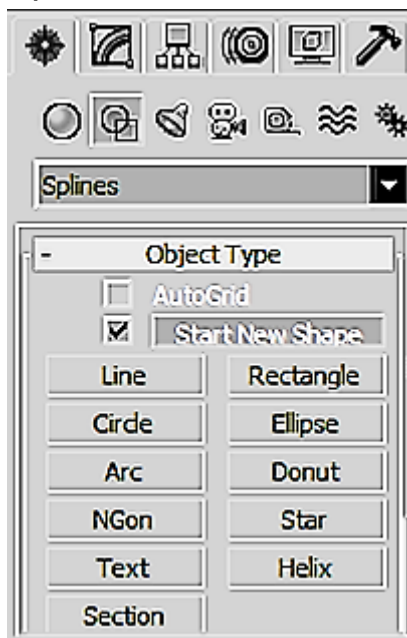 Splines
- Object Type
AutoGrid
Start New Shape
Line Rectangle
Circle Ellipse
Arc Donut
NGon Star
Text Helix
Section